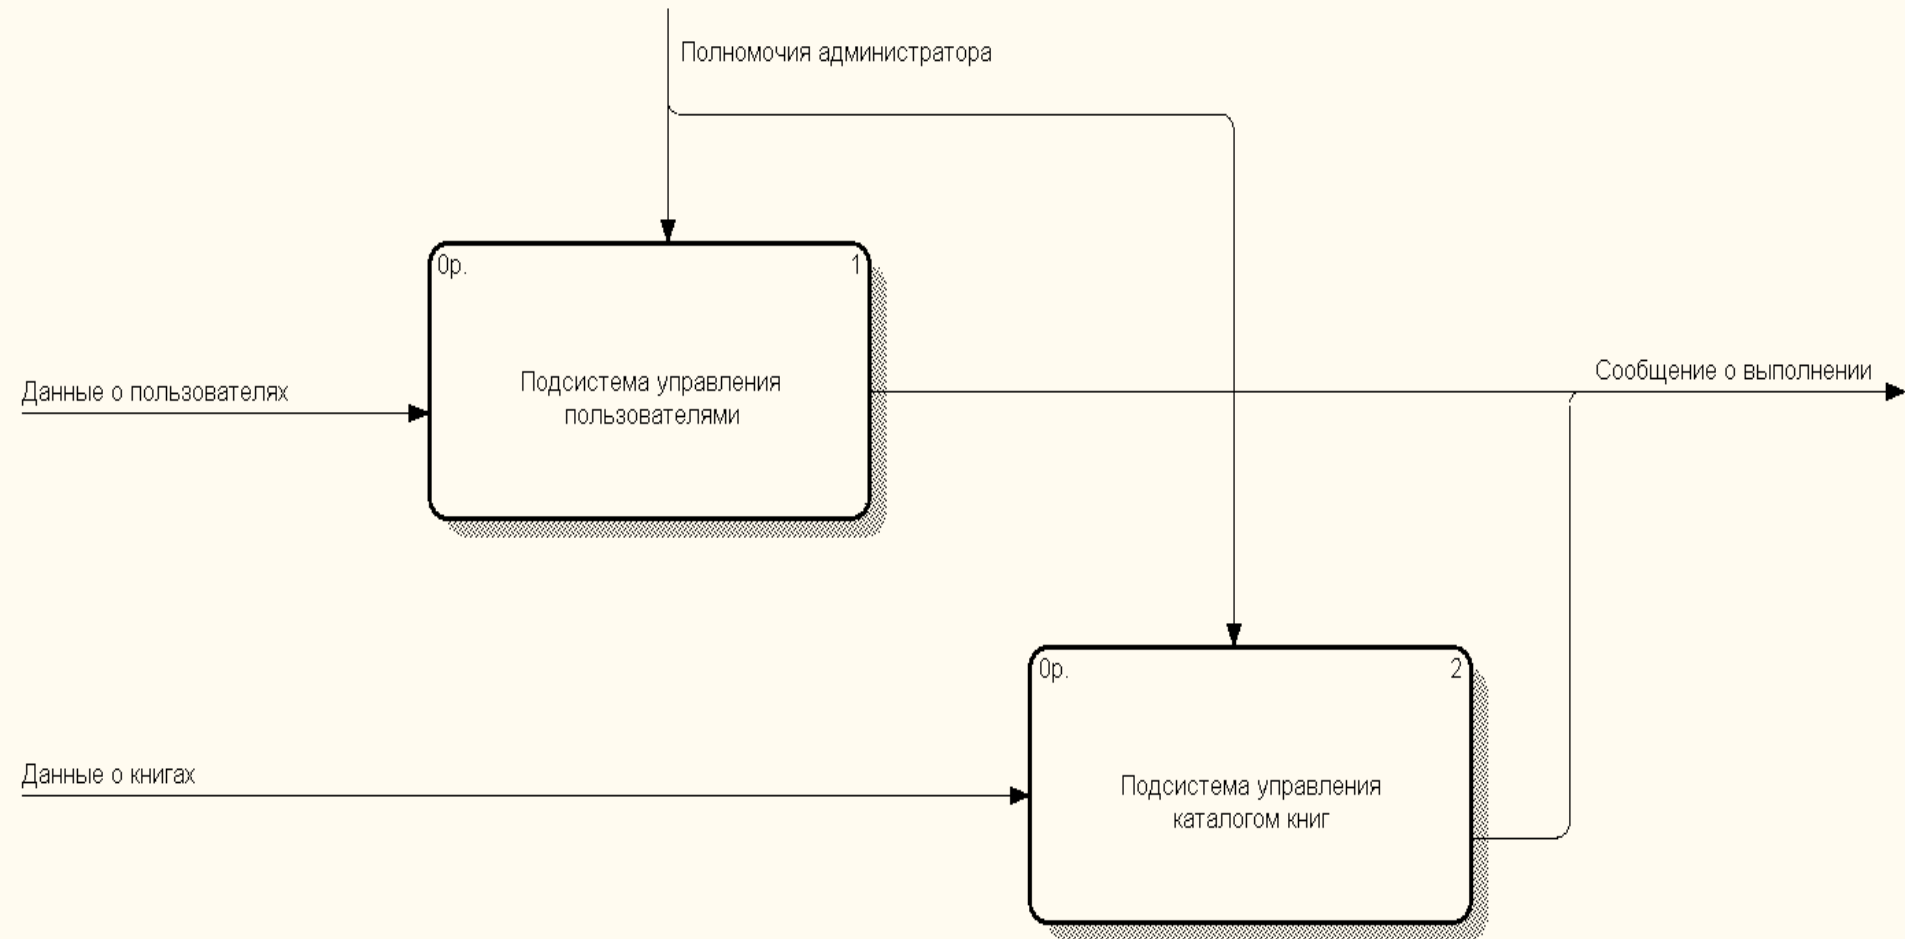 Полномочия администратора
0р. 1
Данные о пользователях
Подсистема управления
пользователями
Сообщение о выполнении
0р. 2
Данные о книгах
Подсистема управления
каталогом книг